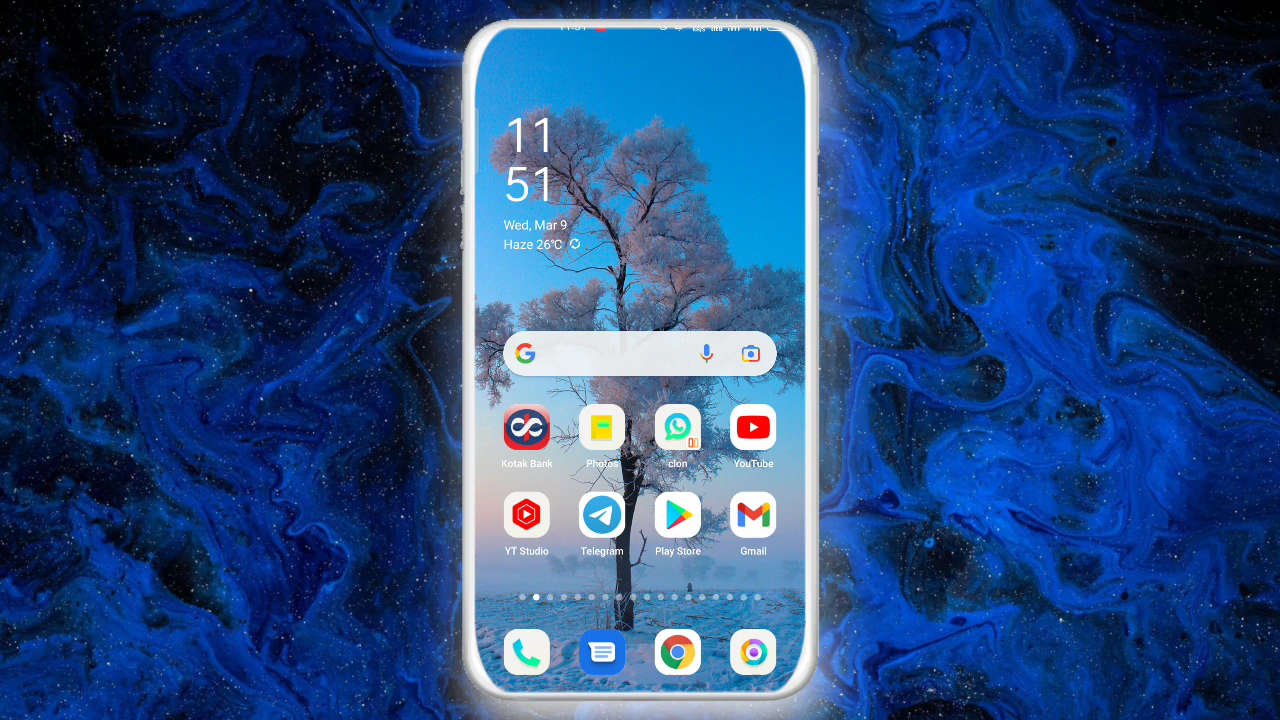 11
51
Wed, Mar 9
Haze 26°C
Kotak Bank
Photos
clon
YouTube
YT Studio
Telegram
Play Store
Gmail